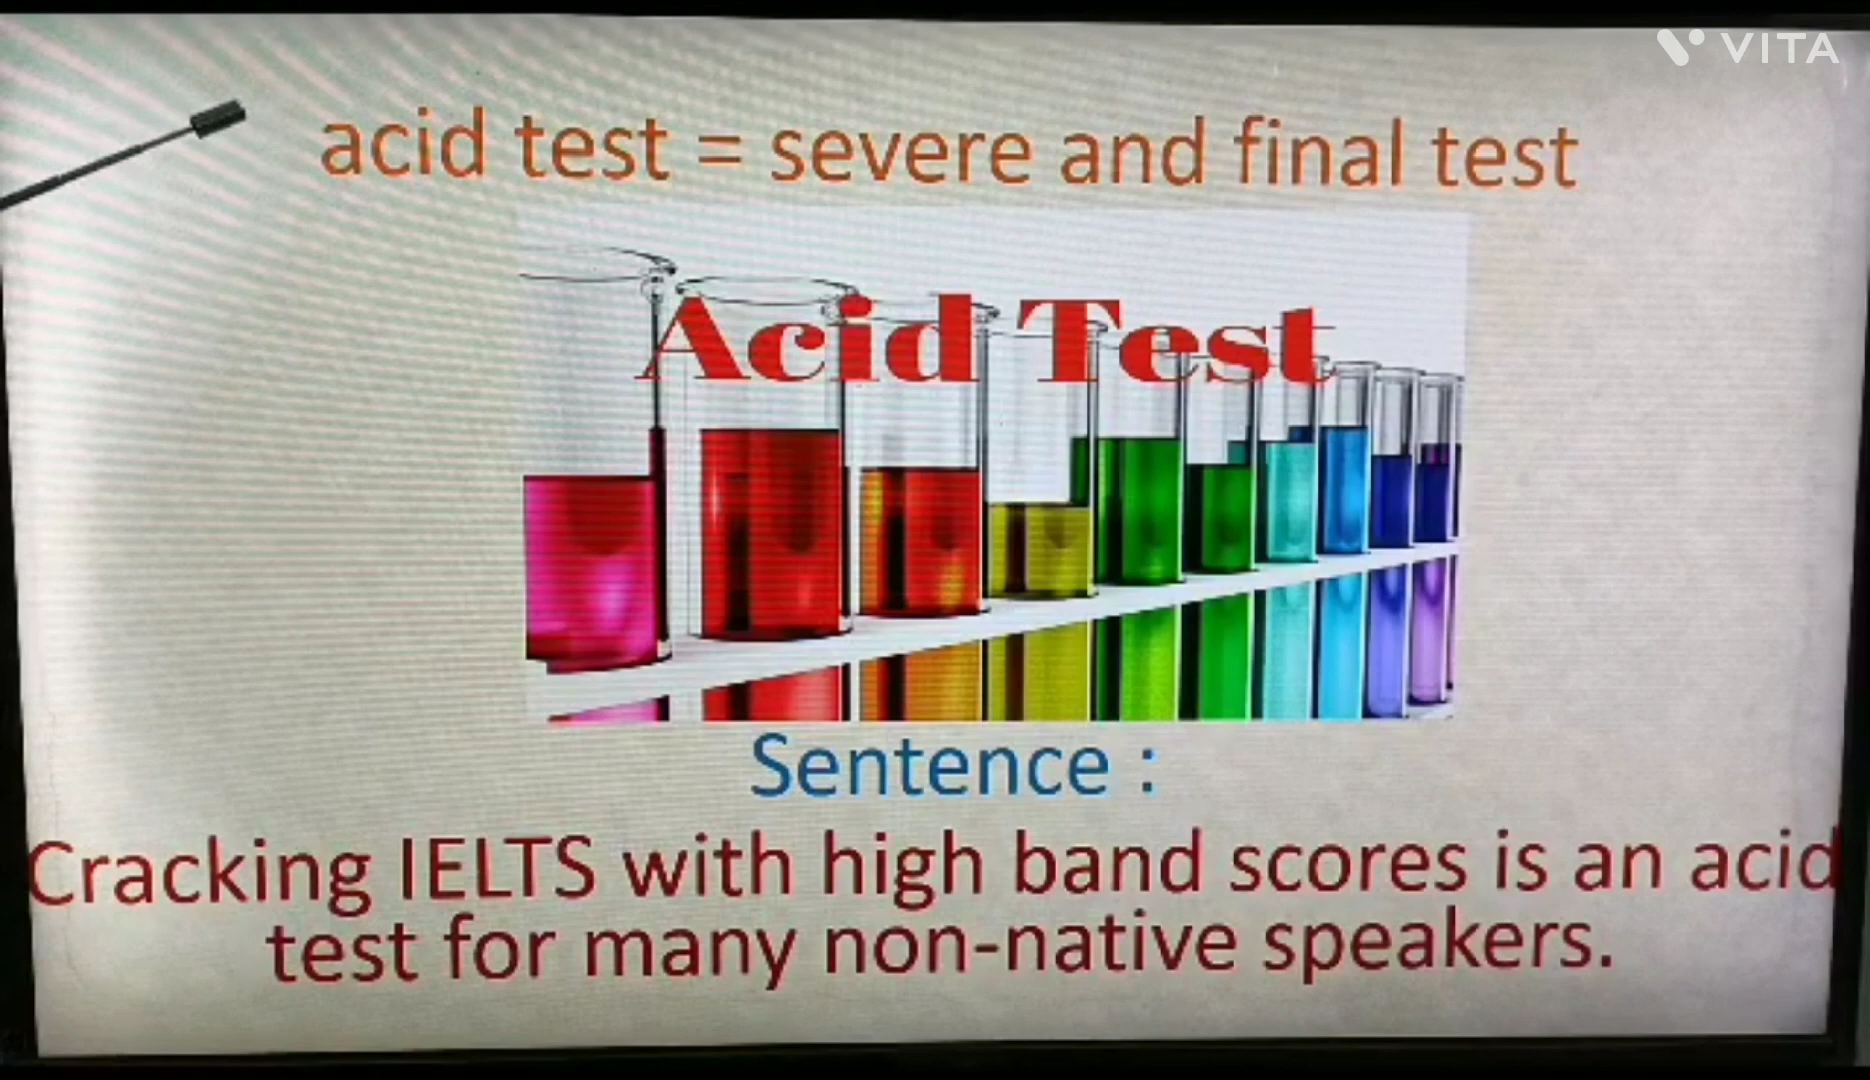 VITA
acid test = severe and final test
Acid Test
Sentence :
Cracking IELTS with high band scores is an acid
test for many non-native speakers.